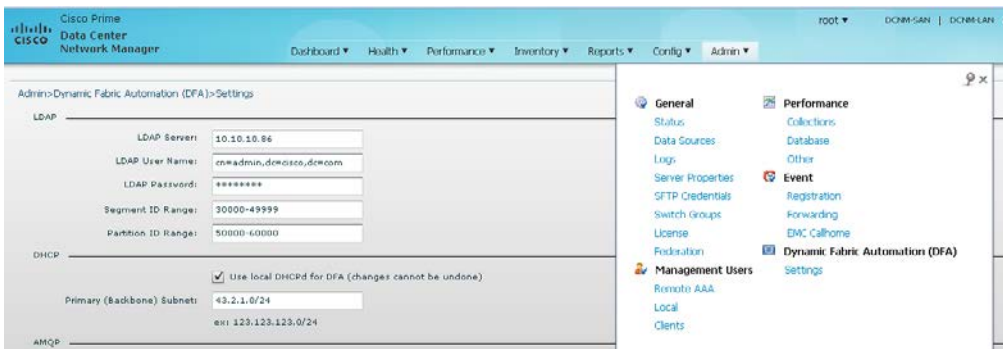 Cisco Prime
CISCO
Data Center
Network Manager
root ▾ DCNM-SAN | DCNM-LAN
Dashboard ▾ Health ▾ Performance ▾ Inventory ▾ Reports ▾ Config ▾ Admin ▾
Admin>Dynamic Fabric Automation (DFA)>Settings
LDAP
LDAP Server: 10.10.10.86
LDAP User Name: cn=admin,dc=cisco,dc=com
LDAP Password: ********
Segment ID Range: 30000-49999
Partition ID Range: 50000-60000
DHCP
Use local DHCPd for DFA (changes cannot be undone)
Primary (Backbone) Subnet: 43.2.1.0/24
ex: 123.123.123.0/24
AMQP
General
Status
Data Sources
Logs
Server Properties
SFTP Credentials
Switch Groups
License
Federation
Management Users
Remote AAA
Local
Clients
Performance
Collections
Database
Other
Event
Registration
Forwarding
EMC Callhome
Dynamic Fabric Automation (DFA)
Settings